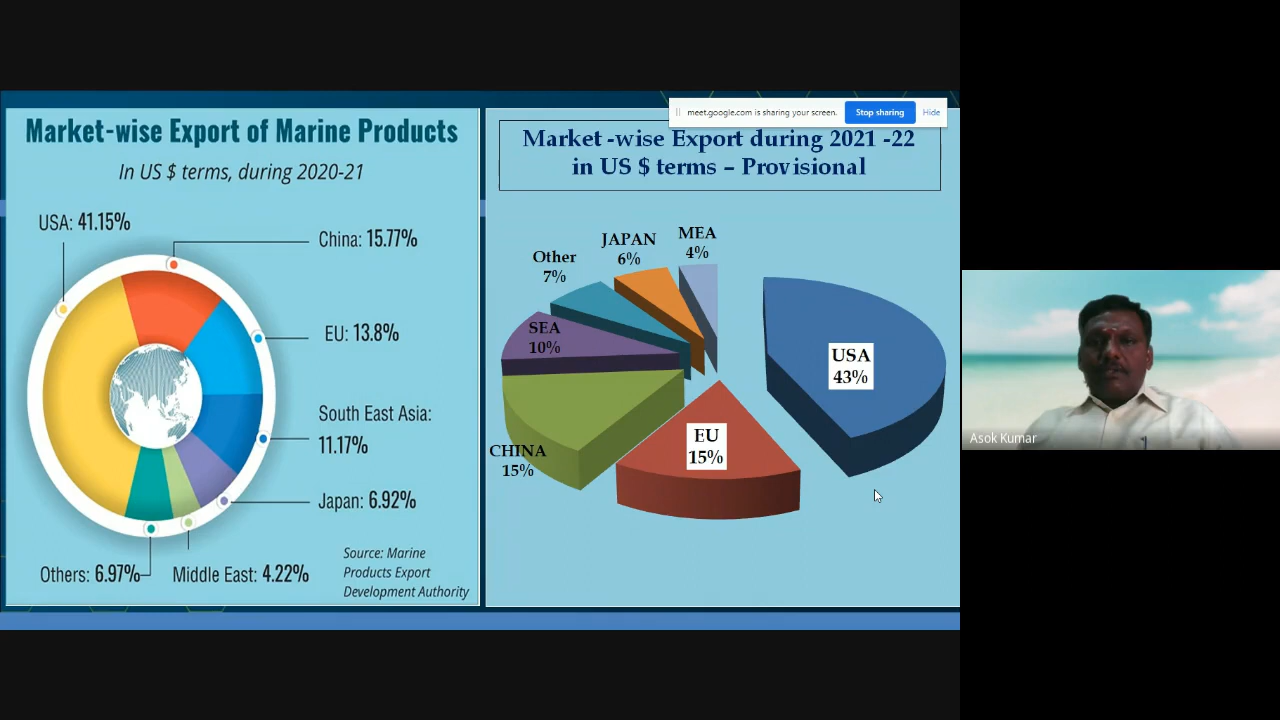 Market-wise Export of Marine Products
In US $ terms, during 2020-21
USA: 41.15%
China: 15.77%
EU: 13.8%
South East Asia:
11.17%
Japan: 6.92%
Others: 6.97%
Middle East: 4.22%
Source: Marine
Products Export
Development Authority
meet.google.com is sharing your screen.
Stop sharing
Hide
Market -wise Export during 2021 -22
in US $ terms – Provisional
MEA
4%
JAPAN
6%
Other
7%
SEA
10%
CHINA
15%
EU
15%
USA
43%
Asok Kumar